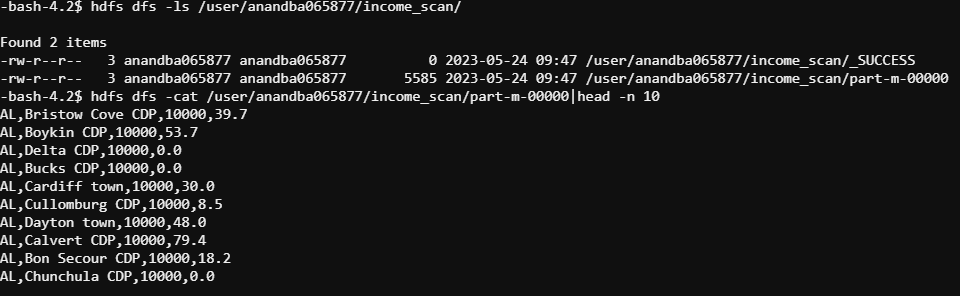 -bash-4.2$ hdfs dfs -ls /user/anandba065877/income_scan/
Found 2 items
-rw-r--r--   3 anandba065877 anandba065877          0 2023-05-24 09:47 /user/anandba065877/income_scan/_SUCCESS
-rw-r--r--   3 anandba065877 anandba065877       5585 2023-05-24 09:47 /user/anandba065877/income_scan/part-m-00000
-bash-4.2$ hdfs dfs -cat /user/anandba065877/income_scan/part-m-00000|head -n 10
AL,Bristow Cove CDP,10000,39.7
AL,Boykin CDP,10000,53.7
AL,Delta CDP,10000,0.0
AL,Bucks CDP,10000,0.0
AL,Cardiff town,10000,30.0
AL,Cullomburg CDP,10000,8.5
AL,Dayton town,10000,48.0
AL,Calvert CDP,10000,79.4
AL,Bon Secour CDP,10000,18.2
AL,Chunchula CDP,10000,0.0